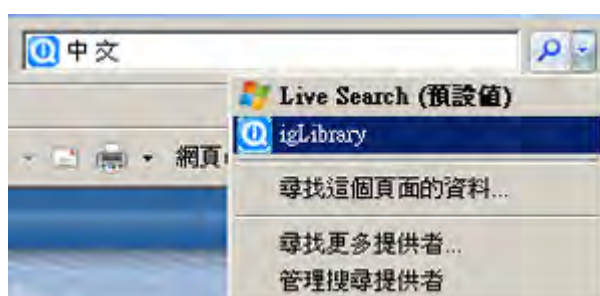 中文
Live Search (預設值)
igLibrary
網頁
尋找這個頁面的資料...
尋找更多提供者...
管理搜尋提供者